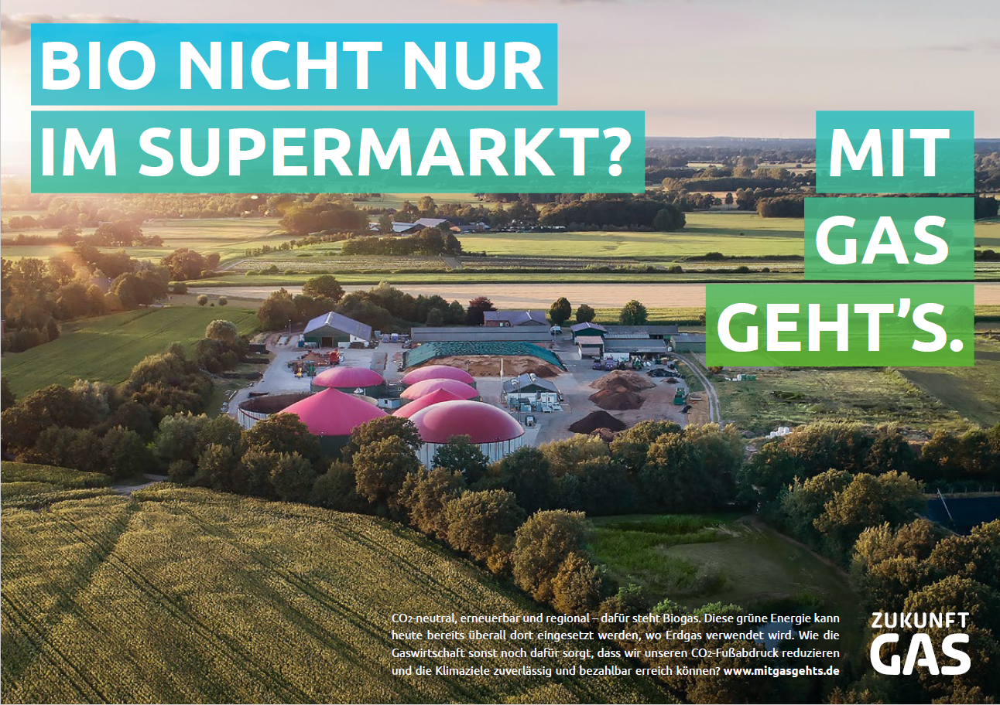 BIO NICHT NUR
IM SUPERMARKT?
MIT
GAS
GEHT’S.
CO₂-neutral, erneuerbar und regional – dafür steht Biogas. Diese grüne Energie kann
heute bereits überall dort eingesetzt werden, wo Erdgas verwendet wird. Wie die
Gaswirtschaft sonst noch dafür sorgt, dass wir unseren CO₂-Fußabdruck reduzieren
und die Klimaziele zuverlässig und bezahlbar erreich können? www.mitgasgehts.de
ZUKUNFT
GAS